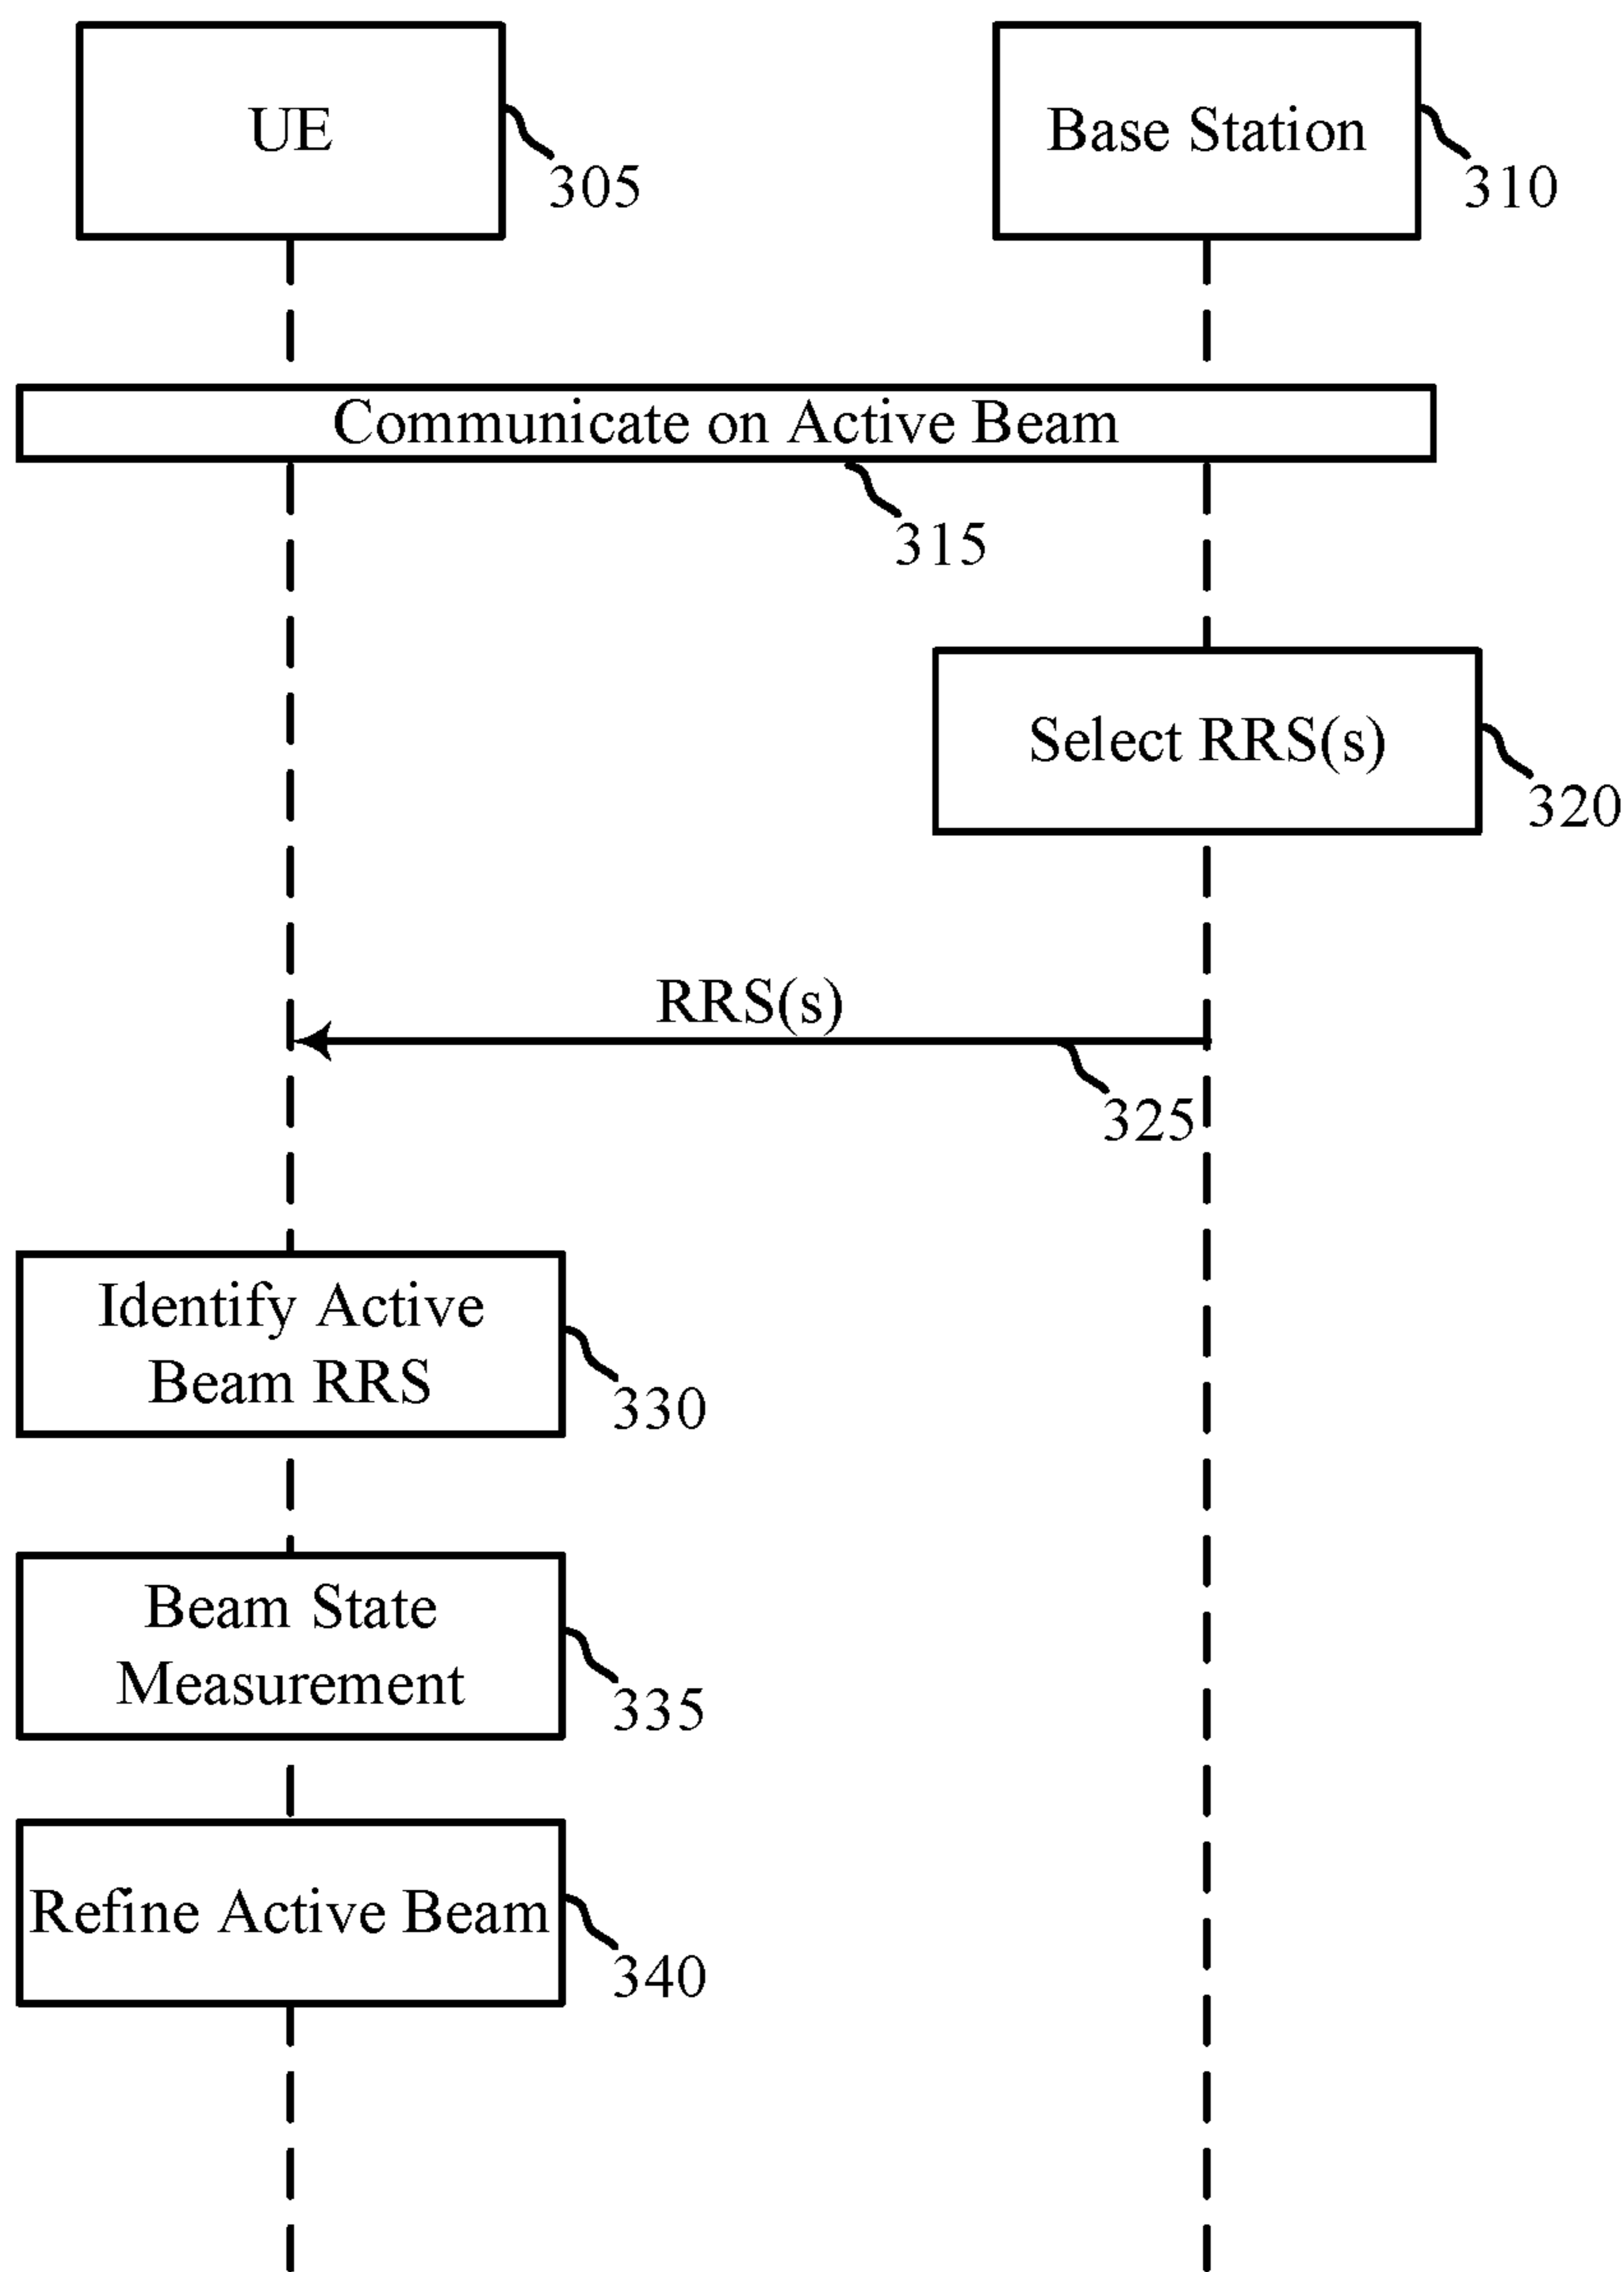 UE
305
Base Station
310
Communicate on Active Beam
315
Select RRS(s)
320
RRS(s)
325
Identify Active
Beam RRS
330
Beam State
Measurement
335
Refine Active Beam
340